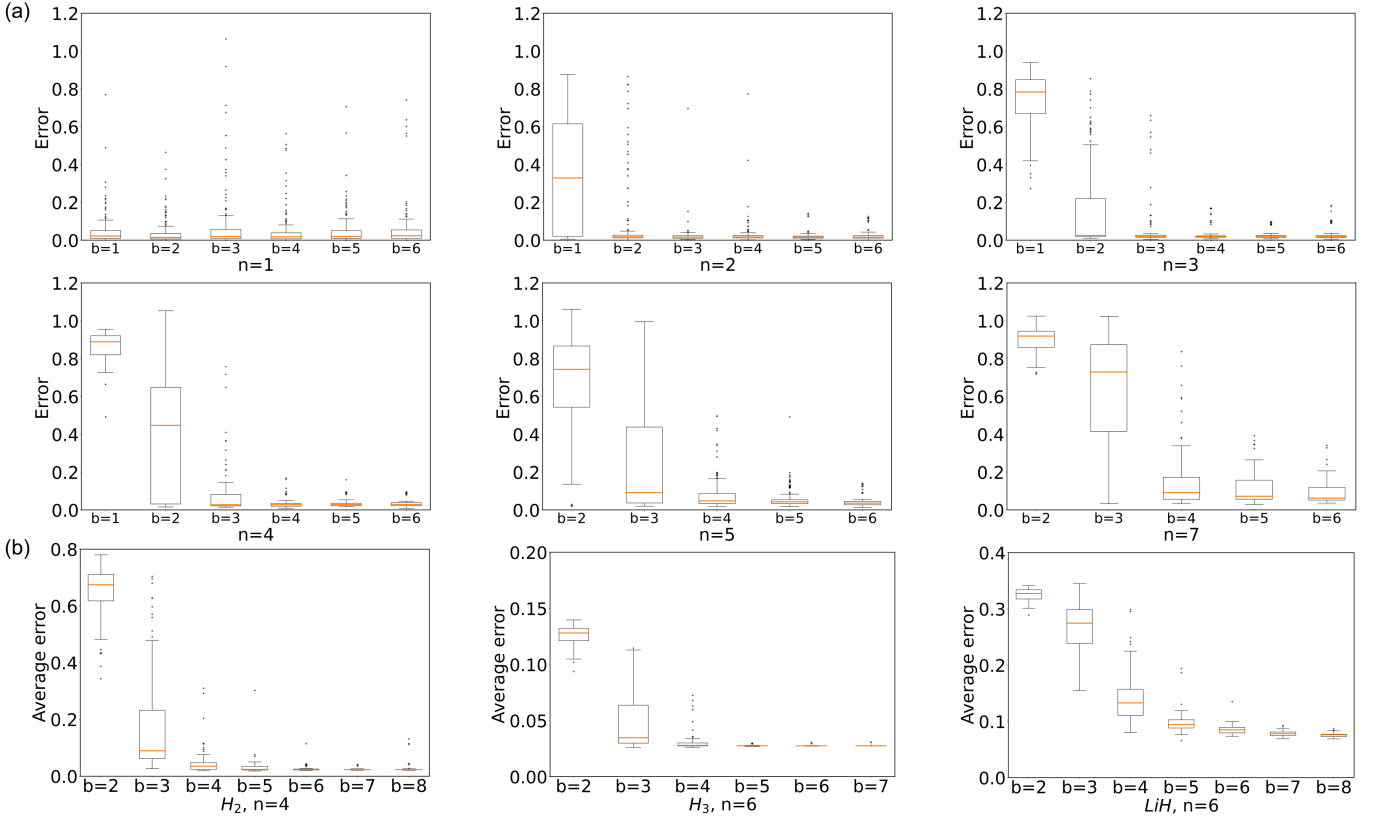 (a)
1.2
1.0
0.8
0.6
0.4
0.2
0.0
Error
b=1 b=2 b=3 b=4 b=5 b=6
n=1
1.2
1.0
0.8
0.6
0.4
0.2
0.0
Error
b=1 b=2 b=3 b=4 b=5 b=6
n=2
1.2
1.0
0.8
0.6
0.4
0.2
0.0
Error
b=1 b=2 b=3 b=4 b=5 b=6
n=3
1.2
1.0
0.8
0.6
0.4
0.2
0.0
Error
b=1 b=2 b=3 b=4 b=5 b=6
n=4
1.2
1.0
0.8
0.6
0.4
0.2
0.0
Error
b=2 b=3 b=4 b=5 b=6
n=5
1.2
1.0
0.8
0.6
0.4
0.2
0.0
Error
b=2 b=3 b=4 b=5 b=6
n=7
(b)
0.8
0.6
0.4
0.2
0.0
Average error
b=2 b=3 b=4 b=5 b=6 b=7 b=8
H₂, n=4
0.20
0.15
0.10
0.05
0.00
Average error
b=2 b=3 b=4 b=5 b=6 b=7
H₃, n=6
0.4
0.3
0.2
0.1
0.0
Average error
b=2 b=3 b=4 b=5 b=6 b=7 b=8
LiH, n=6